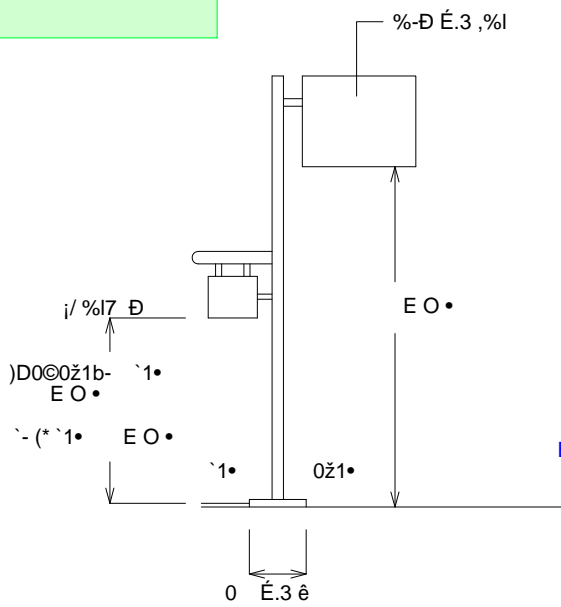 %-Ð É.3 ,%l
E O •
¡/ %l7 Ð
)D0©0ž1b- `1•
E O •
`- (* `1• E O •
`1• 0ž1•
0 É.3 ê